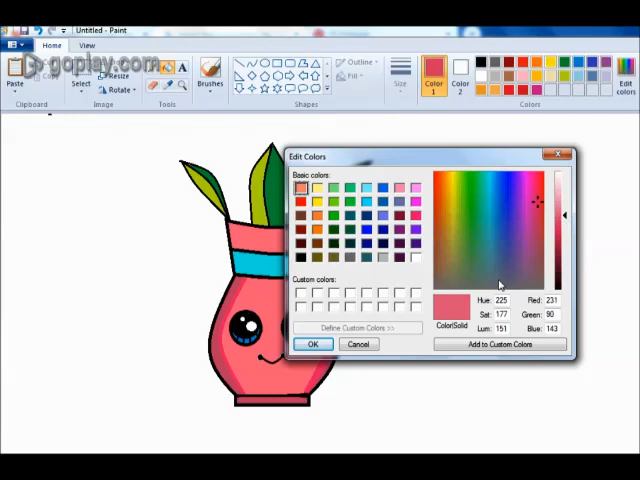 Untitled - Paint
Home
View
goplay.com
Paste
Copy
Clipboard
Select
Resize
Rotate
Image
A
Tools
Brushes
Outline
Fill
Shapes
Size
Color
1
Color
2
Edit
colors
Colors
Edit Colors
Basic colors:
Custom colors:
Define Custom Colors >>
OK
Cancel
Color|Solid
Hue: 225
Sat: 177
Lum: 151
Red: 231
Green: 90
Blue: 143
Add to Custom Colors